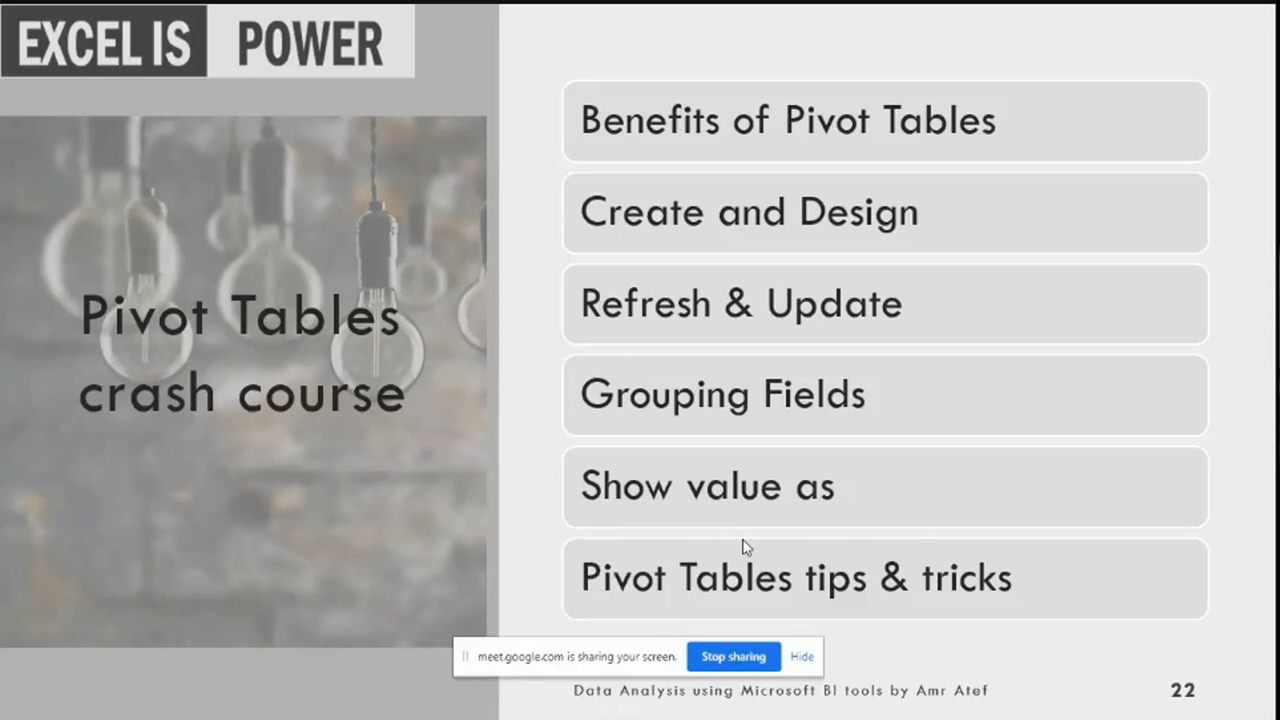 EXCEL IS POWER
Pivot Tables
crash course
Benefits of Pivot Tables
Create and Design
Refresh & Update
Grouping Fields
Show value as
Pivot Tables tips & tricks
meet.google.com is sharing your screen. Stop sharing Hide
Data Analysis using Microsoft BI tools by Amr Atef 22